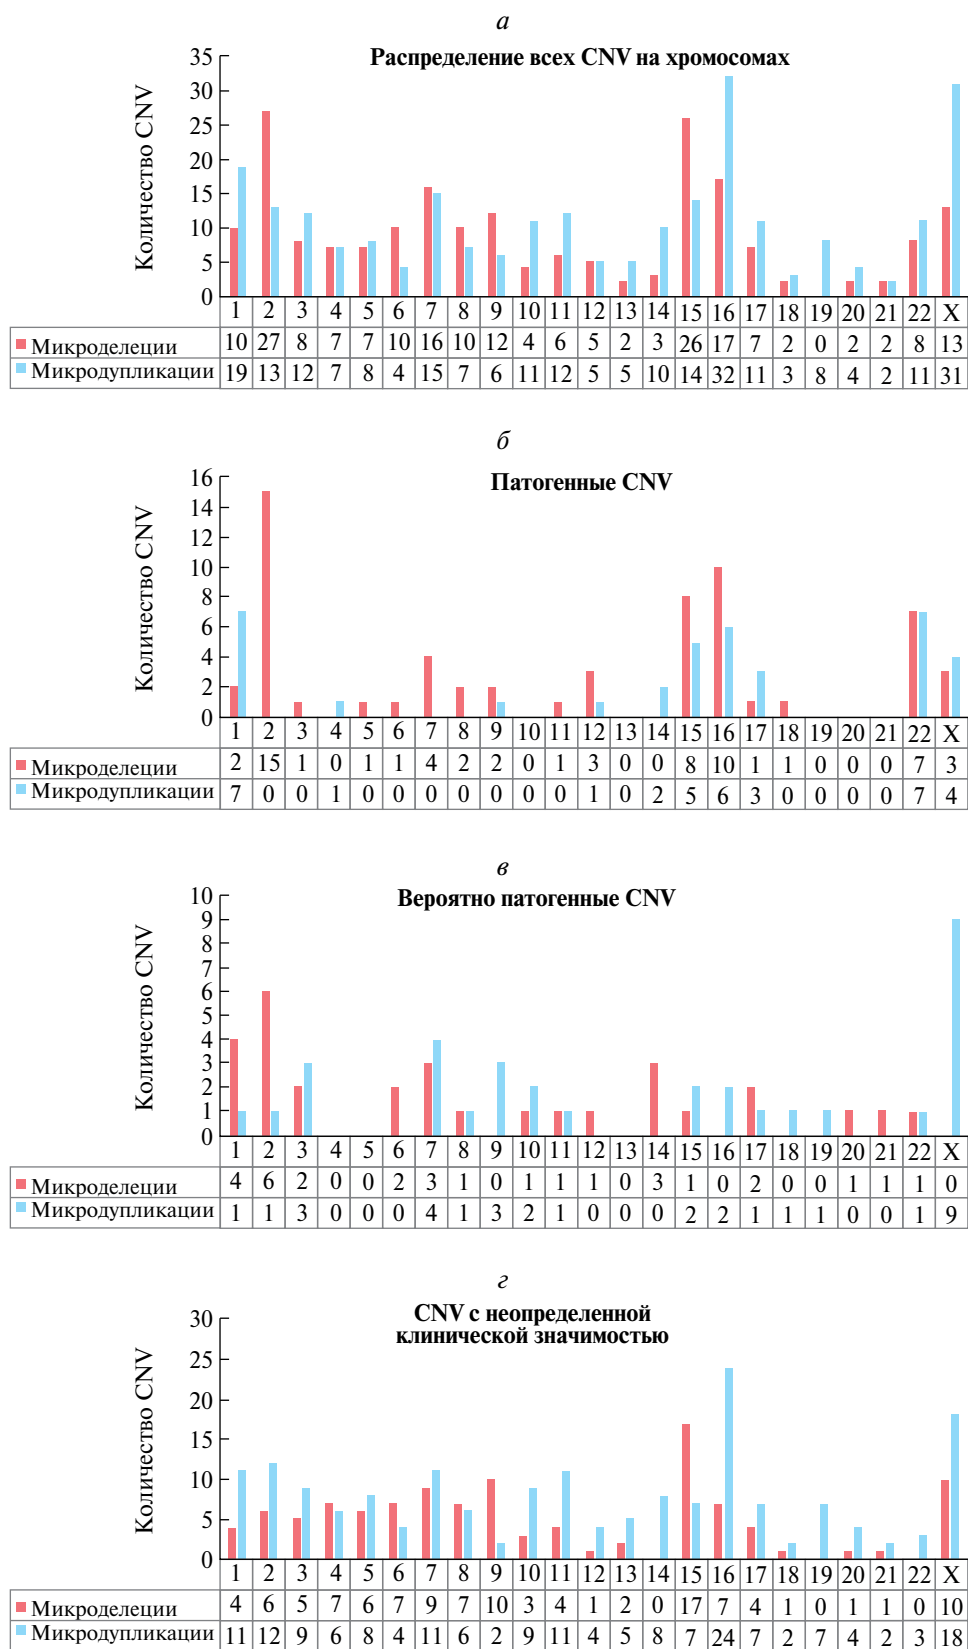 а
Распределение всех CNV на хромосомах
Количество CNV
35
30
25
20
15
10
5
0
1 2 3 4 5 6 7 8 9 10 11 12 13 14 15 16 17 18 19 20 21 22 X
Микроделеции 10 27 8 7 7 10 16 10 12 4 6 5 2 3 26 17 7 2 0 2 2 8 13
Микродупликации 19 13 12 7 8 4 15 7 6 11 12 5 5 10 14 32 11 3 8 4 2 11 31
б
Патогенные CNV
Количество CNV
16
14
12
10
8
6
4
2
0
1 2 3 4 5 6 7 8 9 10 11 12 13 14 15 16 17 18 19 20 21 22 X
Микроделеции 2 15 1 0 1 1 4 2 2 0 1 3 0 0 8 10 1 1 0 0 0 7 3
Микродупликации 7 0 0 1 0 0 0 0 0 0 0 1 0 2 5 6 3 0 0 0 0 7 4
в
Вероятно патогенные CNV
Количество CNV
10
9
8
7
6
5
4
3
2
1
0
1 2 3 4 5 6 7 8 9 10 11 12 13 14 15 16 17 18 19 20 21 22 X
Микроделеции 4 6 2 0 0 2 3 1 0 1 1 1 0 3 1 0 2 0 0 1 1 1 0
Микродупликации 1 1 3 0 0 0 4 1 3 2 1 0 0 0 2 2 1 1 1 0 0 1 9
г
CNV с неопределенной
клинической значимостью
Количество CNV
30
25
20
15
10
5
0
1 2 3 4 5 6 7 8 9 10 11 12 13 14 15 16 17 18 19 20 21 22 X
Микроделеции 4 6 5 7 6 7 9 7 10 3 4 1 2 0 17 7 4 1 0 1 1 0 10
Микродупликации 11 12 9 6 8 4 11 6 2 9 11 4 5 8 7 24 7 2 7 4 2 3 18